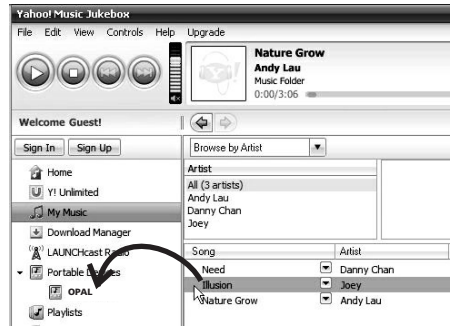 Yahoo! Music Jukebox
File Edit View Controls Help Upgrade
Nature Grow
Andy Lau
Music Folder
0:00/3:06
Welcome Guest!
Sign In Sign Up
Browse by Artist
Home
Y! Unlimited
My Music
Download Manager
LAUNCHcast Radio
Portable Devices
OPAL
Playlists
Artist
All (3 artists)
Andy Lau
Danny Chan
Joey
Song Artist
Need Danny Chan
Illusion Joey
Nature Grow Andy Lau